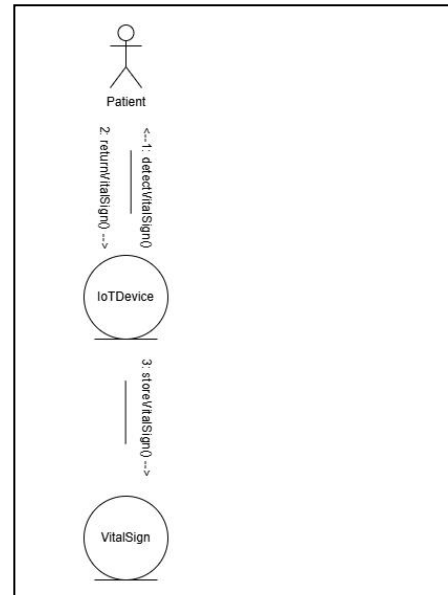 Patient
2: returnVitalSign() -->
<--1: detectVitalSign()
IoTDevice
3: storeVitalSign() -->
VitalSign